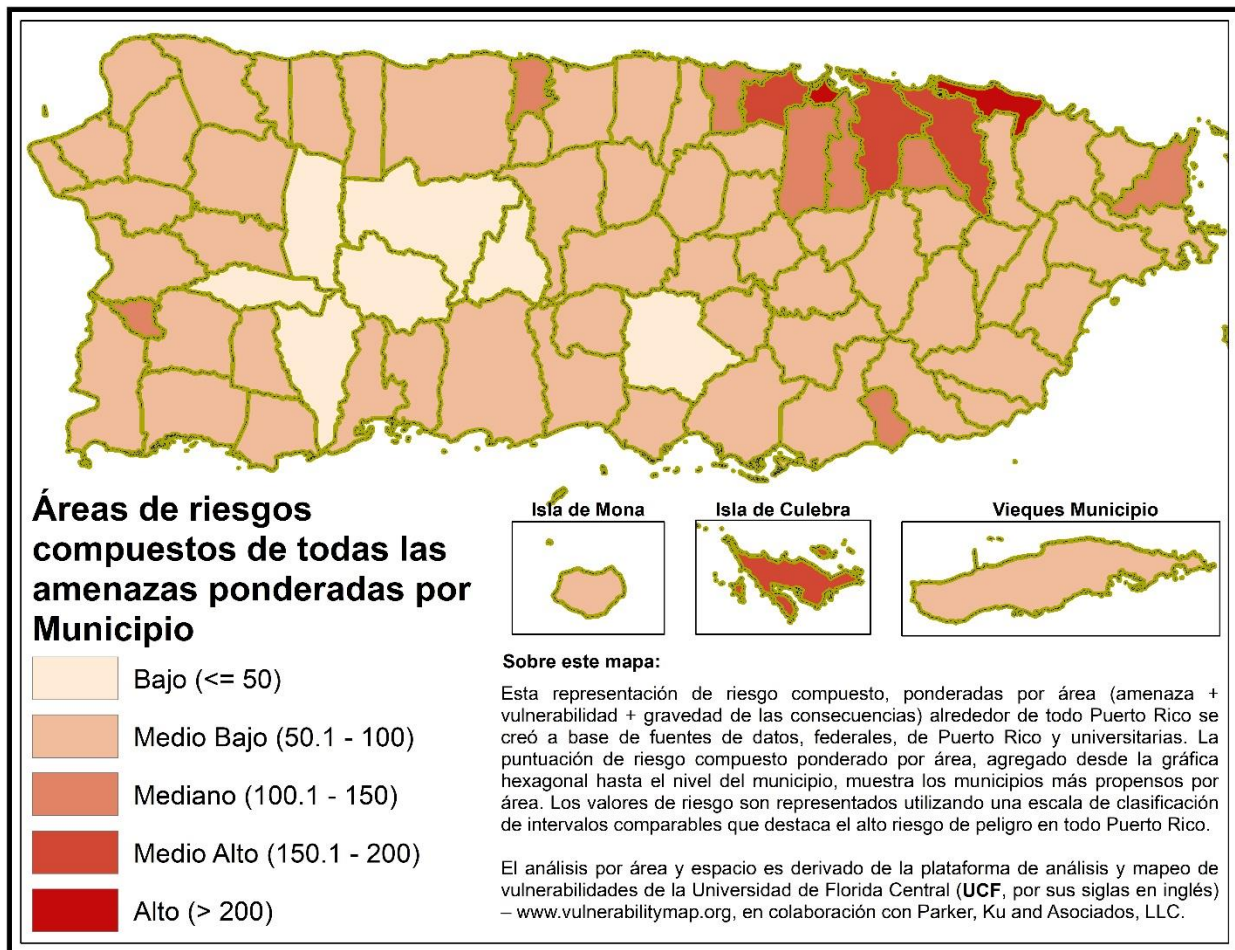 Áreas de riesgos
compuestos de todas las
amenazas ponderadas por
Municipio
Bajo (<= 50)
Medio Bajo (50.1 - 100)
Mediano (100.1 - 150)
Medio Alto (150.1 - 200)
Alto (> 200)
Isla de Mona
Isla de Culebra
Vieques Municipio
Sobre este mapa:
Esta representación de riesgo compuesto, ponderadas por área (amenaza +
vulnerabilidad + gravedad de las consecuencias) alrededor de todo Puerto Rico se
creó a base de fuentes de datos, federales, de Puerto Rico y universitarias. La
puntuación de riesgo compuesto ponderado por área, agregado desde la gráfica
hexagonal hasta el nivel del municipio, muestra los municipios más propensos por
área. Los valores de riesgo son representados utilizando una escala de clasificación
de intervalos comparables que destaca el alto riesgo de peligro en todo Puerto Rico.
El análisis por área y espacio es derivado de la plataforma de análisis y mapeo de
vulnerabilidades de la Universidad de Florida Central (UCF, por sus siglas en inglés)
– www.vulnerabilitymap.org, en colaboración con Parker, Ku and Asociados, LLC.